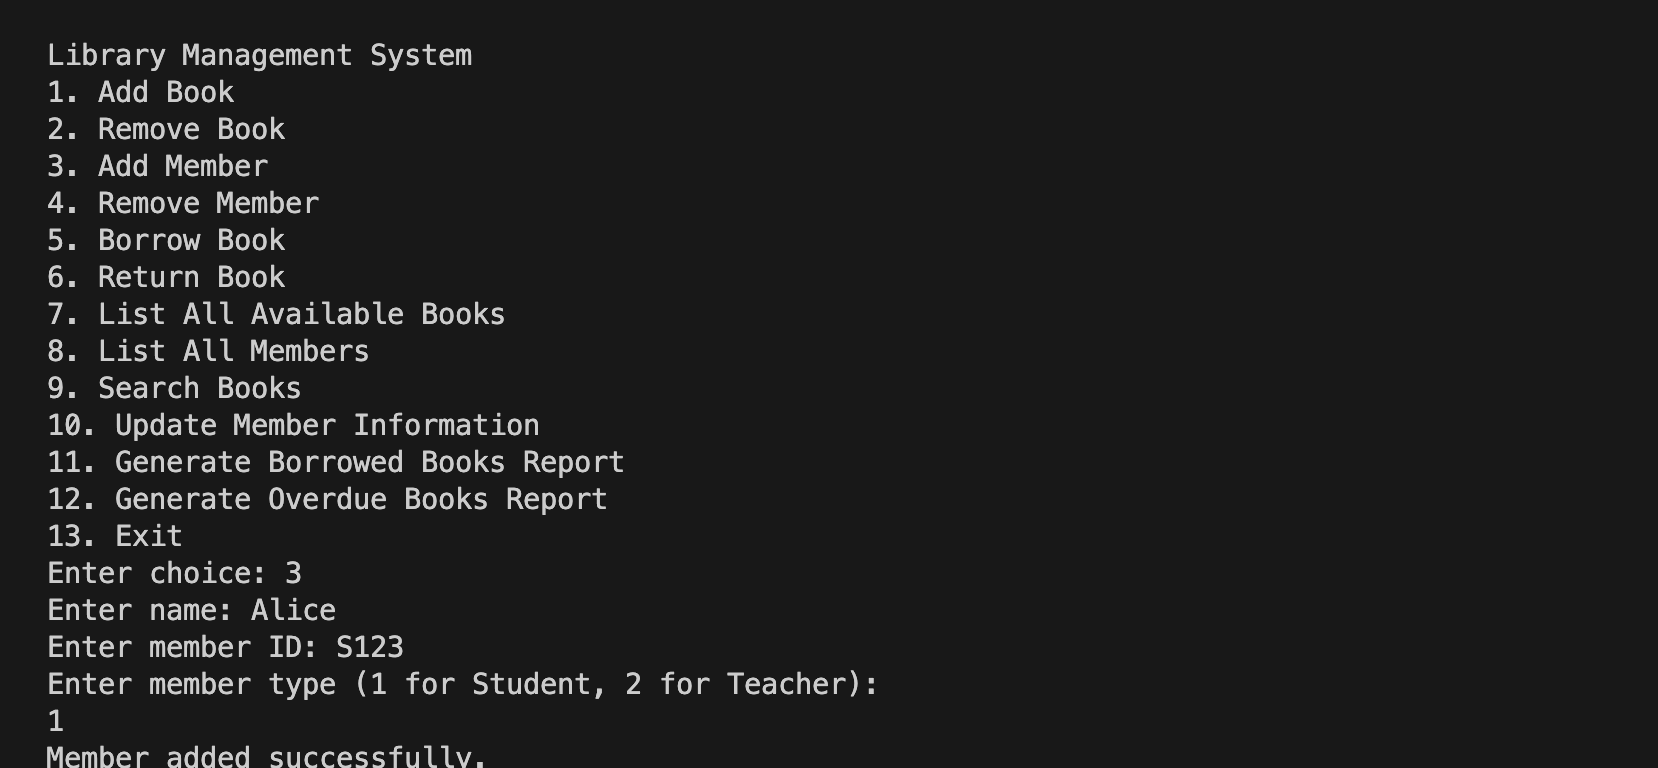 Library Management System
1. Add Book
2. Remove Book
3. Add Member
4. Remove Member
5. Borrow Book
6. Return Book
7. List All Available Books
8. List All Members
9. Search Books
10. Update Member Information
11. Generate Borrowed Books Report
12. Generate Overdue Books Report
13. Exit
Enter choice: 3
Enter name: Alice
Enter member ID: S123
Enter member type (1 for Student, 2 for Teacher):
1
Member added successfully.